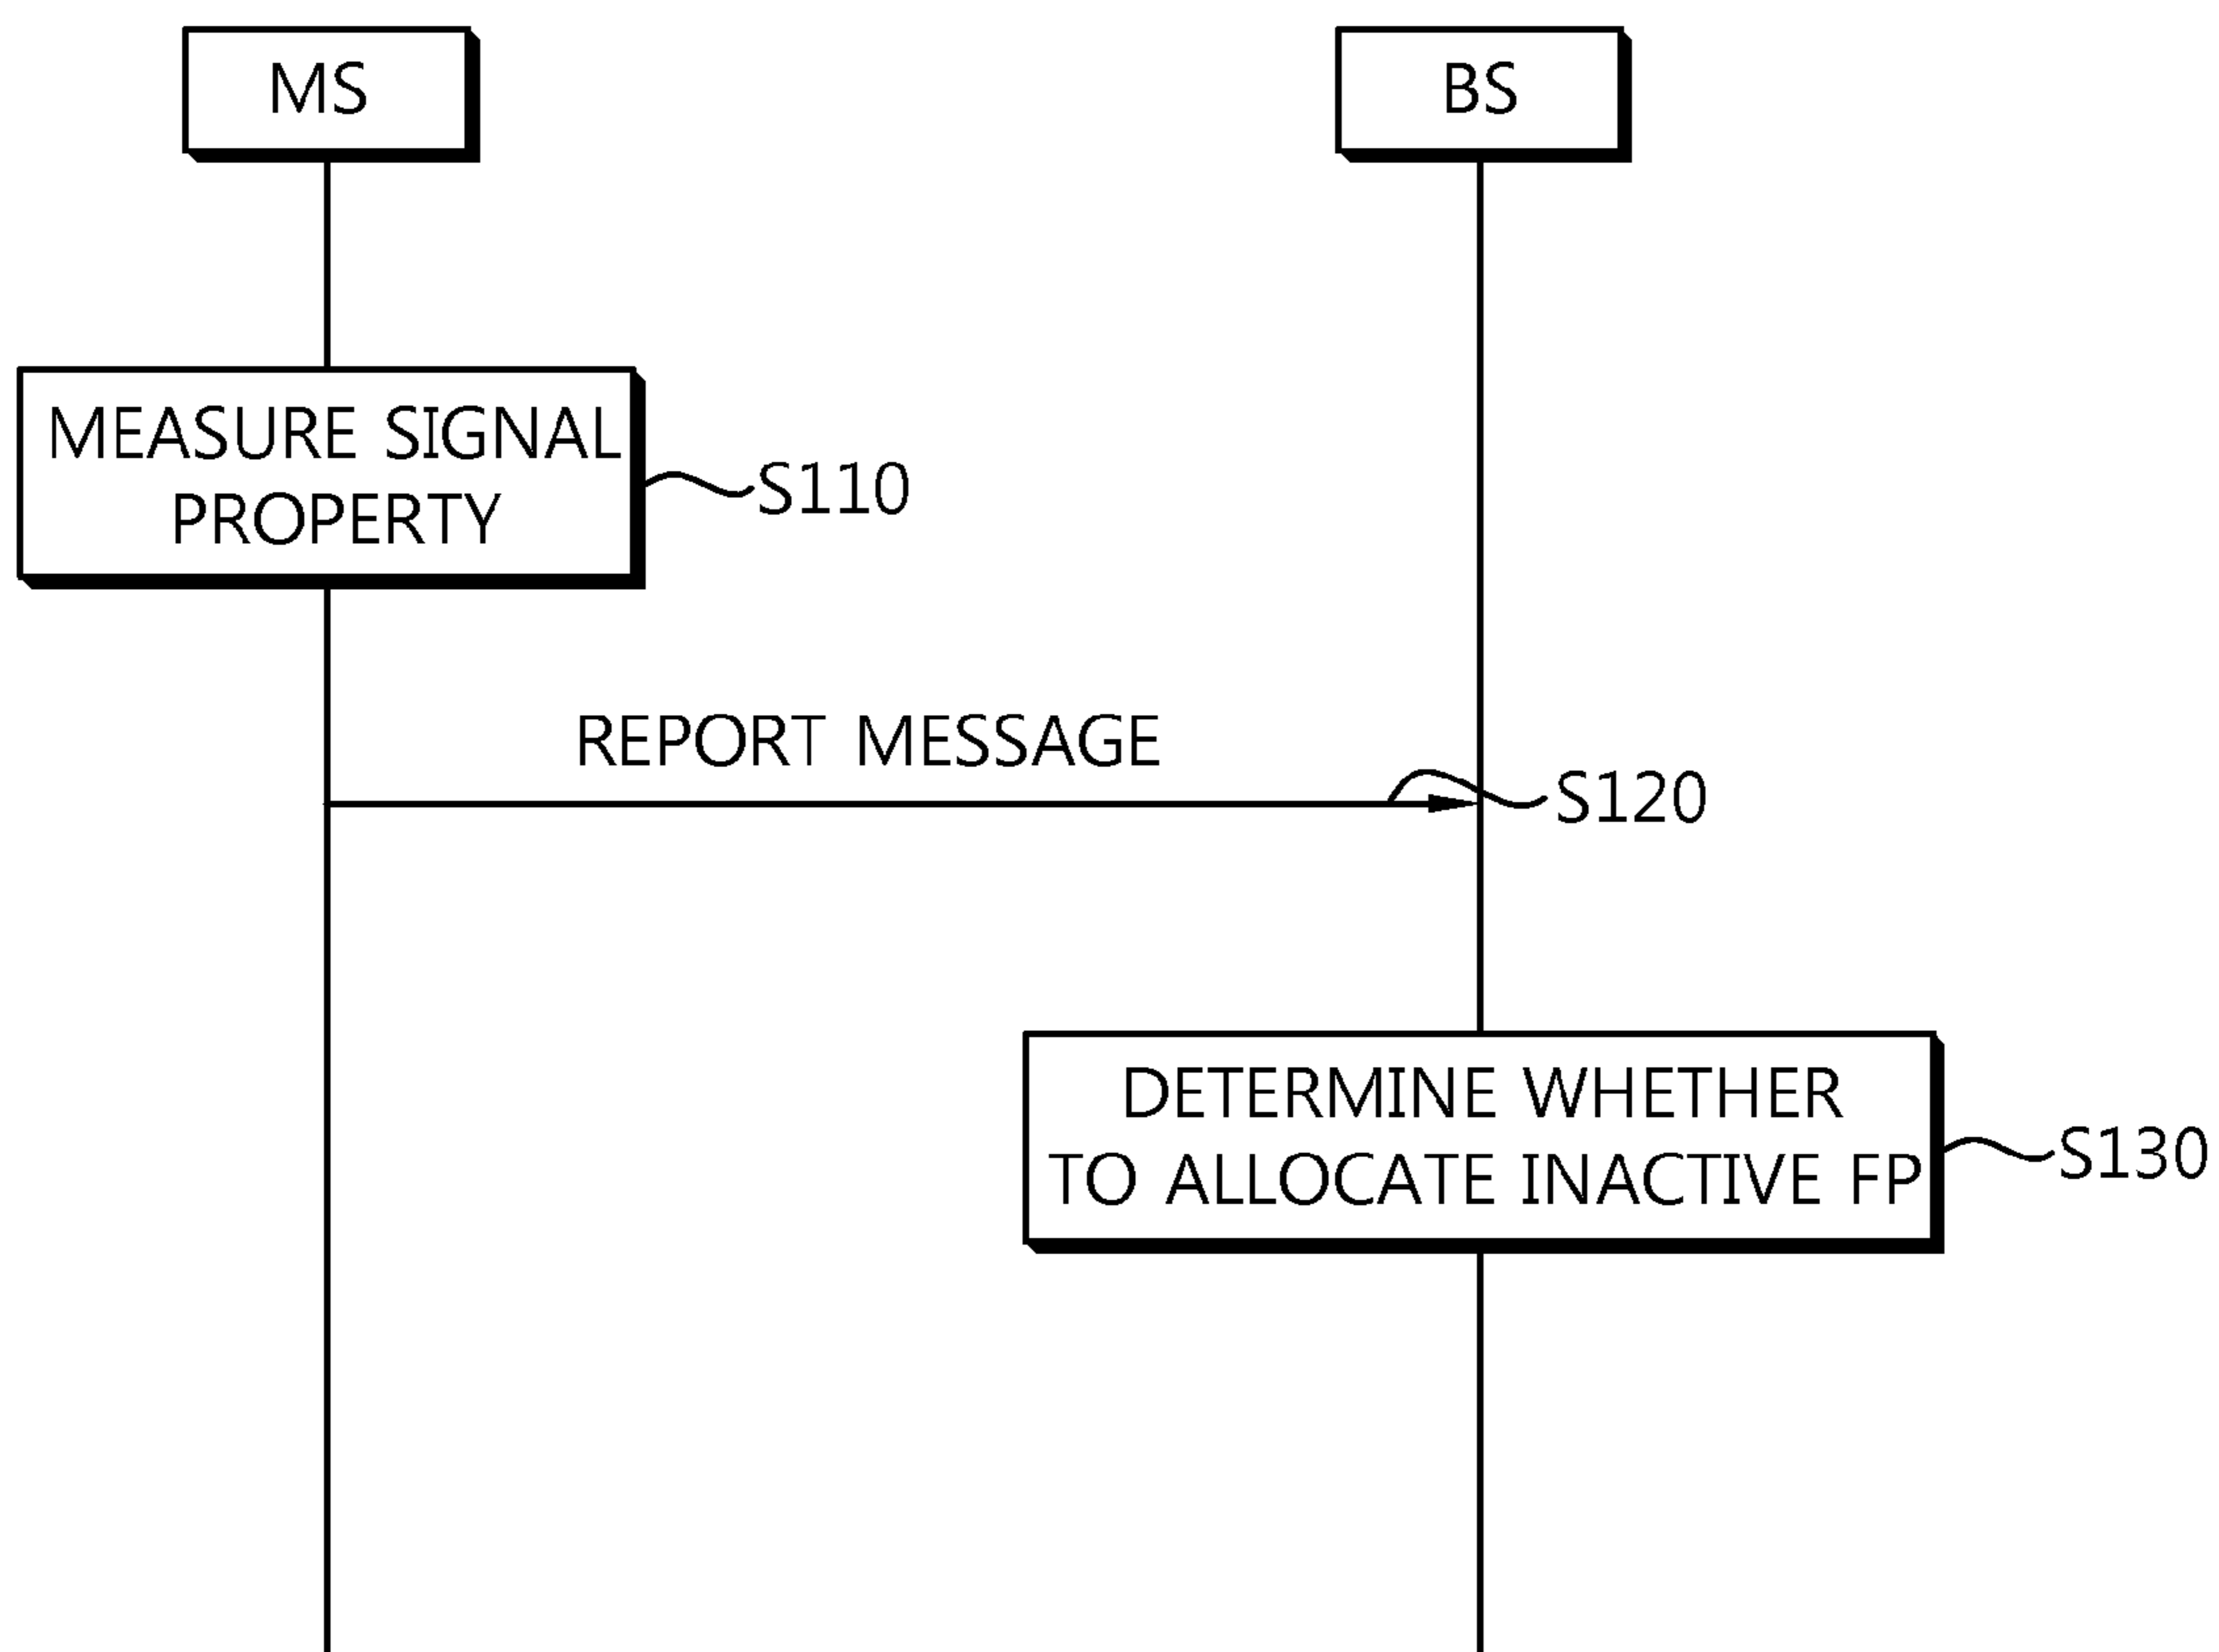 MS
BS
MEASURE SIGNAL
PROPERTY
S110
REPORT MESSAGE
S120
DETERMINE WHETHER
TO ALLOCATE INACTIVE FP
S130